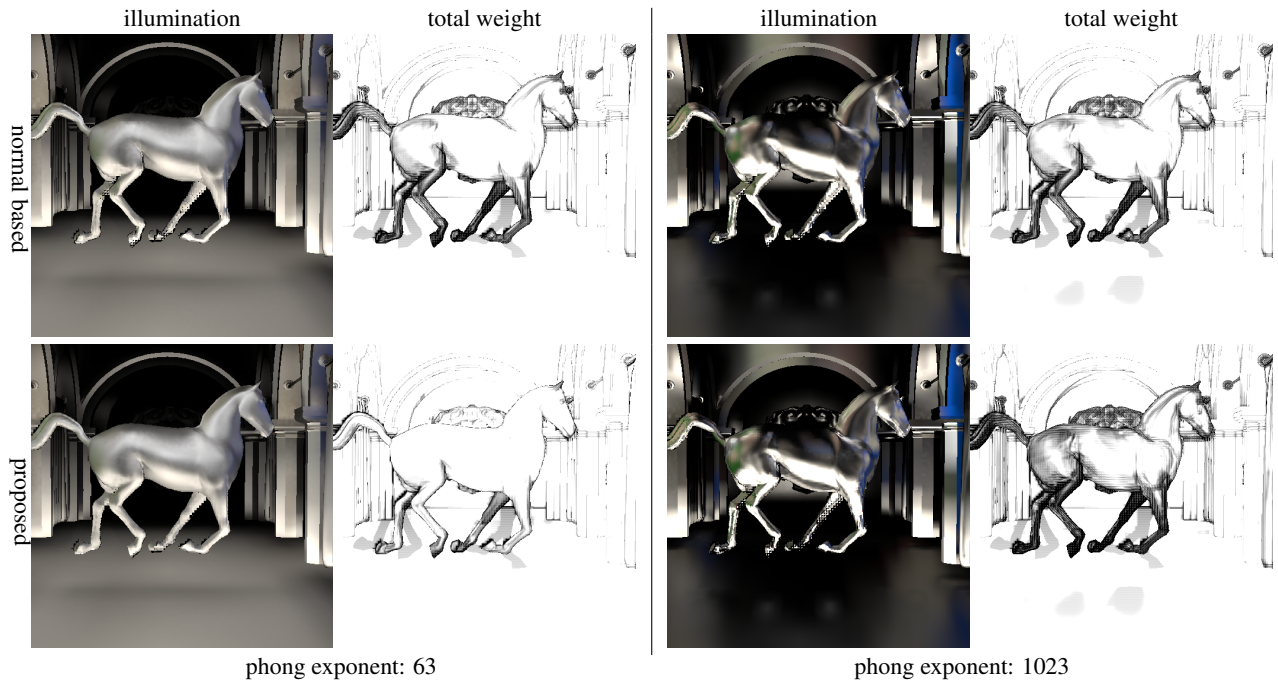 illumination
total weight
illumination
total weight
normal based
proposed
phong exponent: 63
phong exponent: 1023